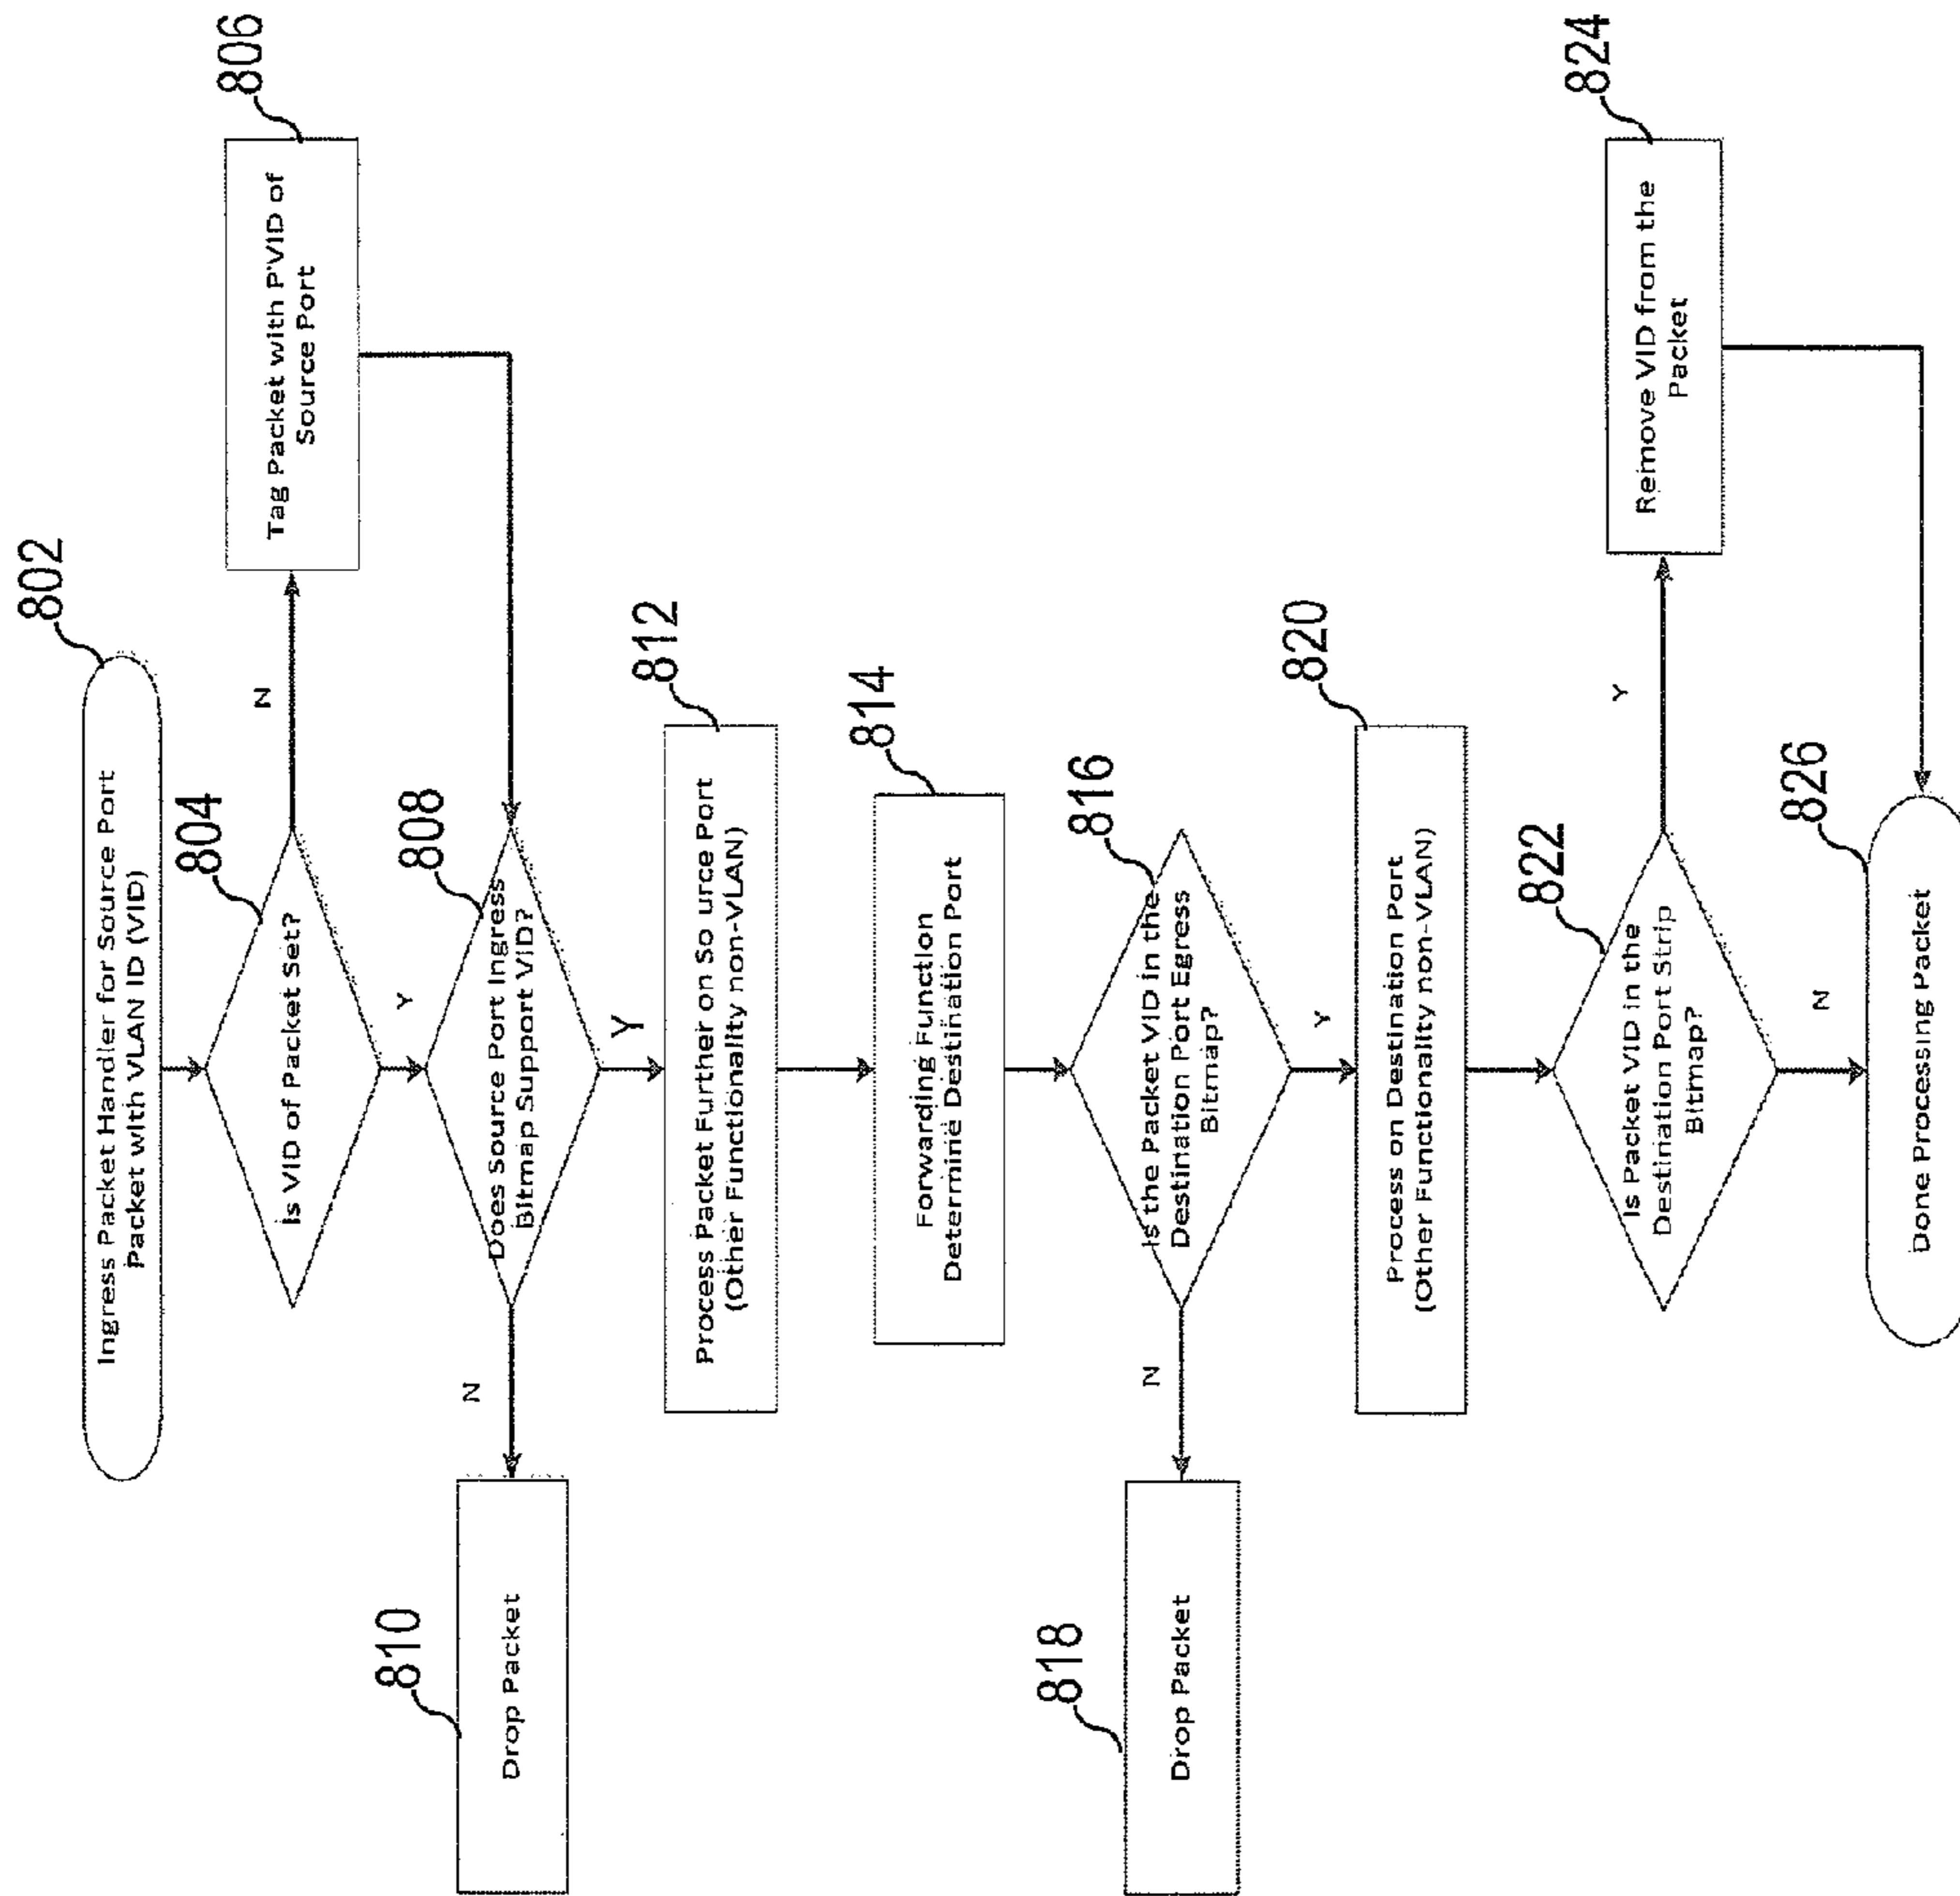 802
Ingress Packet Handler for Source Port
Packet with VLAN ID (VID)
804
Is VID of Packet Set?
N
806
Tag Packet with PVID of
Source Port
Y
808
Does Source Port Ingress
Bitmap Support VID?
N
810
Drop Packet
Y
812
Process Packet Further on So urce Port
(Other Functionality non-VLAN)
814
Forwarding Function
Determine Destination Port
816
Is the Packet VID in the
Destination Port Egress
Bitmap?
N
818
Drop Packet
Y
820
Process on Destination Port
(Other Functionality non-VLAN)
822
Is Packet VID in the
Destination Port Strip
Bitmap?
Y
824
Remove VID from the
Packet
N
826
Done Processing Packet